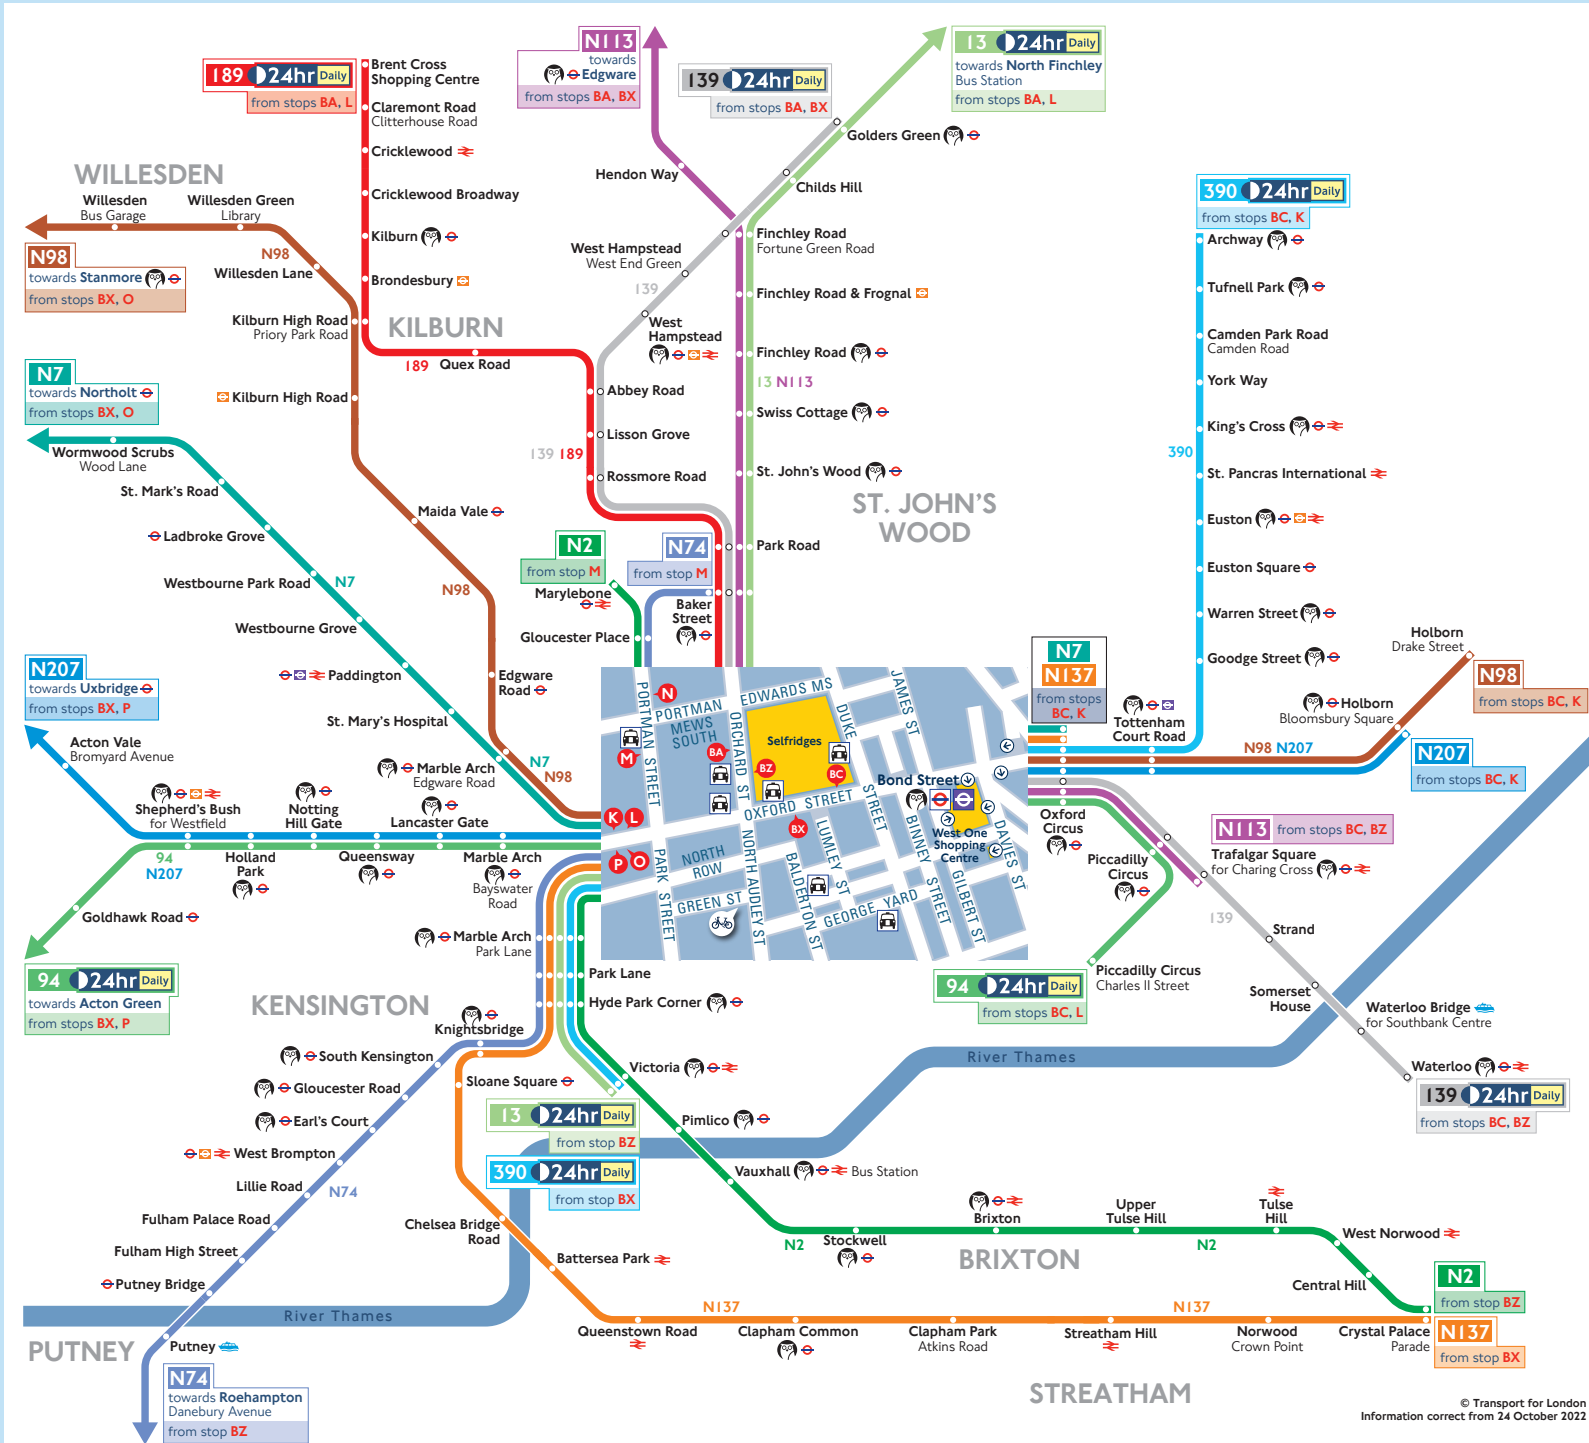 189 24hr Daily
from stops BA, L
Brent Cross
Shopping Centre
Claremont Road
Clitterhouse Road
Cricklewood
Cricklewood Broadway
Kilburn
Brondesbury
N113
towards
Edgware
from stops BA, BX
139 24hr Daily
from stops BA, BX
13 24hr Daily
towards North Finchley
Bus Station
from stops BA, L
Golders Green
Childs Hill
Hendon Way
WILLESDEN
Willesden
Bus Garage
Willesden Green
Library
N98
Willesden Lane
N98
towards Stanmore
from stops BX, O
Kilburn High Road
Priory Park Road
KILBURN
189
Quex Road
Kilburn High Road
West Hampstead
West End Green
139
West
Hampstead
Finchley Road
Fortune Green Road
Finchley Road & Frognal
Finchley Road
13 N113
Swiss Cottage
St. John's Wood
ST. JOHN'S
WOOD
Park Road
Abbey Road
Lisson Grove
139 189
Rossmore Road
390 24hr Daily
from stops BC, K
Archway
Tufnell Park
Camden Park Road
Camden Road
York Way
King's Cross
390
St. Pancras International
Euston
Euston Square
Warren Street
Goodge Street
N7
towards Northolt
from stops BX, O
Wormwood Scrubs
Wood Lane
St. Mark's Road
Ladbroke Grove
Westbourne Park Road
N7
Westbourne Grove
Paddington
St. Mary's Hospital
Maida Vale
N98
Edgware
Road
N7
N98
Marble Arch
Edgware Road
N2
from stop M
Marylebone
Gloucester Place
N74
from stop M
Baker
Street
N207
towards Uxbridge
from stops BX, P
Acton Vale
Bromyard Avenue
Shepherd's Bush
for Westfield
Notting
Hill Gate
Lancaster Gate
94
N207
Holland
Park
Queensway
Marble Arch
Bayswater
Road
Goldhawk Road
94 24hr Daily
towards Acton Green
from stops BX, P
PORTMAN STREET
N
PORTMAN
MEWS
SOUTH
EDWARDS MS
ORCHARD ST
DUKE
STREET
JAMES ST
Selfridges
M
BA
BZ
BC
Bond Street
OXFORD STREET
K L
BX
P O
West One
Shopping
Centre
PARK STREET
NORTH
ROW
NORTH AUDLEY ST
GREEN ST
BALDERTON ST
LUMLEY ST
GEORGE YARD
BINNEY STREET
GILBERT ST
DAVIES ST
N7
N137
from stops
BC, K
Tottenham
Court Road
N98 N207
Holborn
Drake Street
Holborn
Bloomsbury Square
N98
from stops BC, K
N207
from stops BC, K
Oxford
Circus
Piccadilly
Circus
N113 from stops BC, BZ
Trafalgar Square
for Charing Cross
139
Strand
Somerset
House
Waterloo Bridge
for Southbank Centre
Waterloo
139 24hr Daily
from stops BC, BZ
Piccadilly Circus
Charles II Street
94 24hr Daily
from stops BC, L
River Thames
Marble Arch
Park Lane
Park Lane
Hyde Park Corner
KENSINGTON
Knightsbridge
South Kensington
Gloucester Road
Earl's Court
West Brompton
Lillie Road
N74
Fulham Palace Road
Fulham High Street
Putney Bridge
River Thames
PUTNEY
Putney
N74
towards Roehampton
Danebury Avenue
from stop BZ
Sloane Square
13 24hr Daily
from stop BZ
390 24hr Daily
from stop BX
Victoria
Pimlico
Vauxhall Bus Station
Chelsea Bridge
Road
Battersea Park
N2
Stockwell
Brixton
BRIXTON
Upper
Tulse Hill
N2
Tulse
Hill
West Norwood
Central Hill
N2
from stop BZ
N137
Queenstown Road
Clapham Common
Clapham Park
Atkins Road
Streatham Hill
N137
Norwood
Crown Point
Crystal Palace
Parade
N137
from stop BX
STREATHAM
© Transport for London
Information correct from 24 October 2022